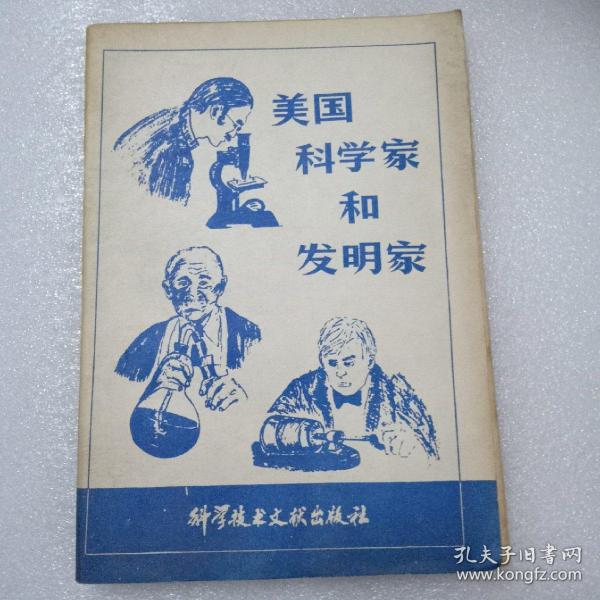 美国
科学家
和
发明家
科学技术文献出版社
孔夫子旧书网
www.kongfz.com